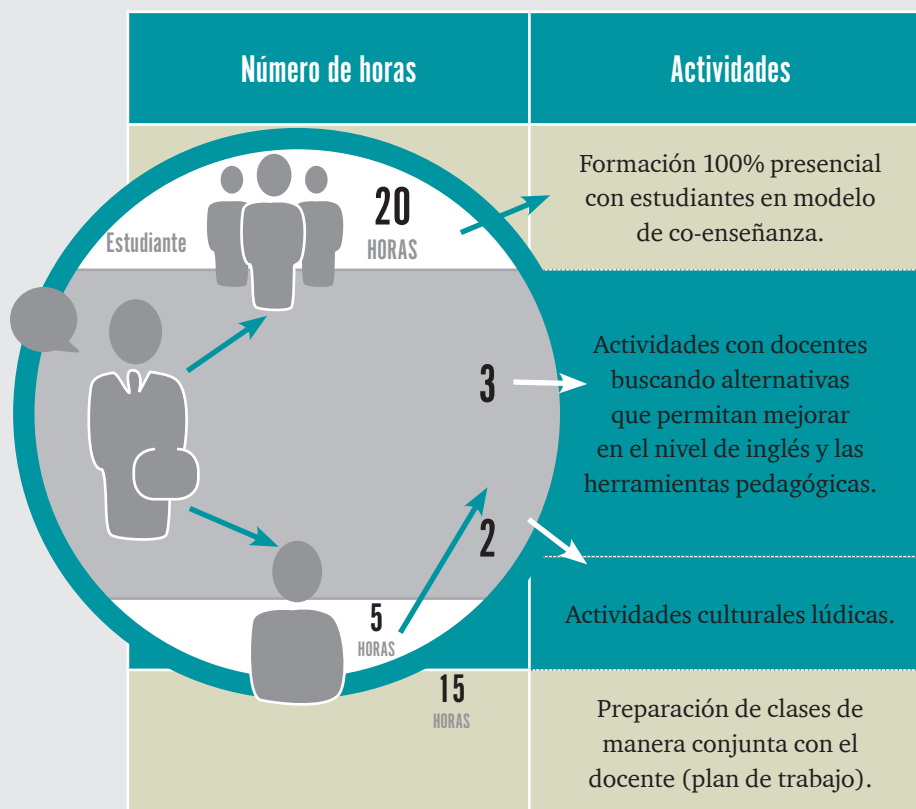 Número de horas
Actividades
Estudiante
20
HORAS
Formación 100% presencial
con estudiantes en modelo
de co-enseñanza.
3
Actividades con docentes
buscando alternativas
que permitan mejorar
en el nivel de inglés y las
herramientas pedagógicas.
2
Actividades culturales lúdicas.
5
HORAS
15
HORAS
Preparación de clases de
manera conjunta con el
docente (plan de trabajo).